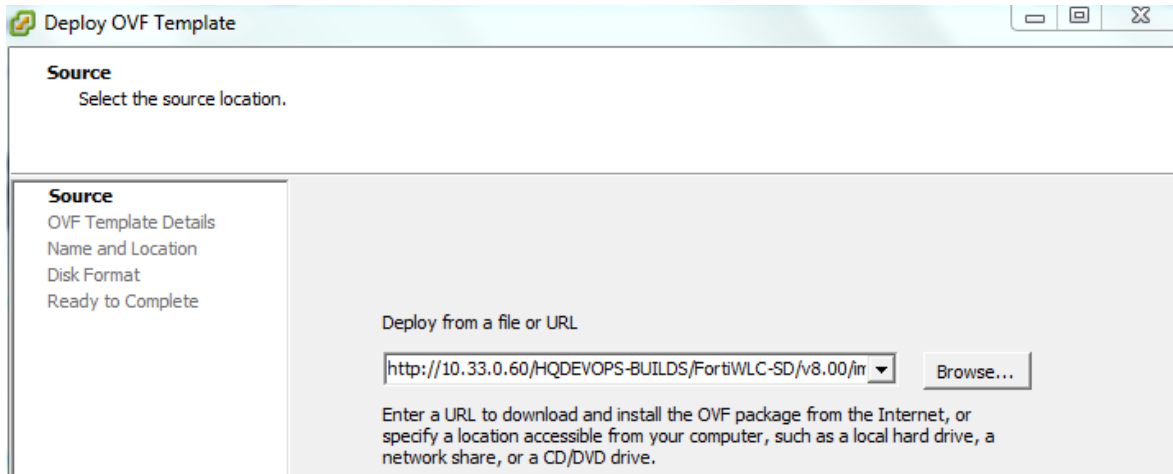 Deploy OVF Template
Source
Select the source location.
Source
OVF Template Details
Name and Location
Disk Format
Ready to Complete
Deploy from a file or URL
http://10.33.0.60/HQDEVOPS-BUILDS/FortiWLC-SD/v8.00/im
Browse...
Enter a URL to download and install the OVF package from the Internet, or
specify a location accessible from your computer, such as a local hard drive, a
network share, or a CD/DVD drive.